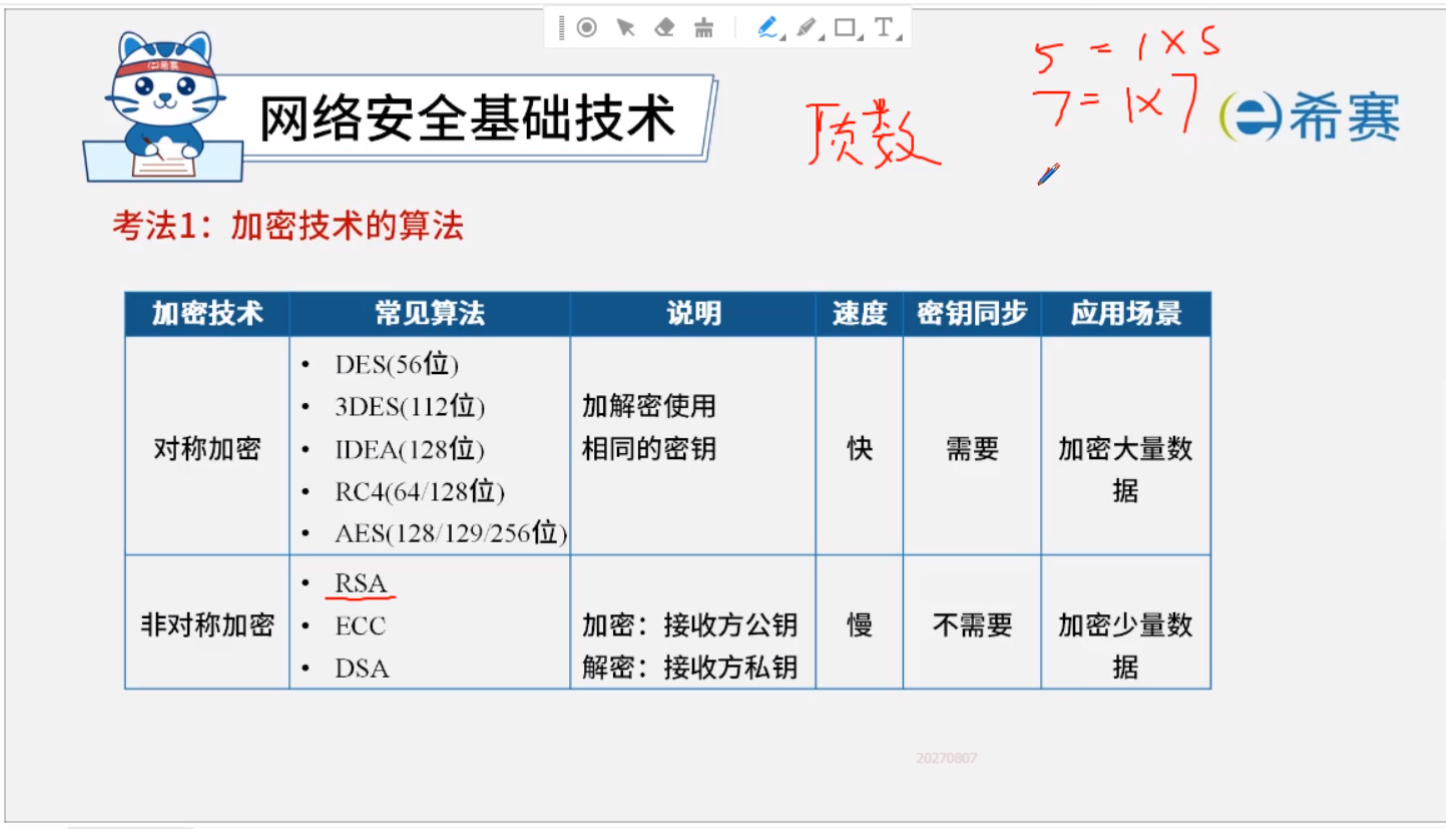 T
5 = 1×5
7 = 1×7
质数
希赛
网络安全基础技术
考法1：加密技术的算法
加密技术 常见算法 说明 速度 密钥同步 应用场景
对称加密
• DES(56位)
• 3DES(112位)
• IDEA(128位)
• RC4(64/128位)
• AES(128/129/256位)
加解密使用
相同的密钥
快
需要
加密大量数
据
非对称加密
• RSA
• ECC
• DSA
加密：接收方公钥
解密：接收方私钥
慢
不需要
加密少量数
据
20270807